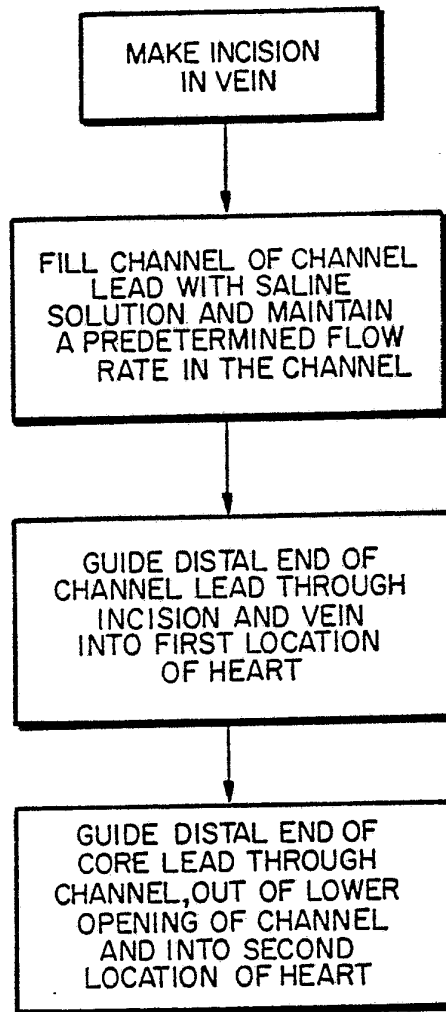 MAKE INCISION
IN VEIN
FILL CHANNEL OF CHANNEL
LEAD WITH SALINE
SOLUTION AND MAINTAIN
A PREDETERMINED FLOW
RATE IN THE CHANNEL
GUIDE DISTAL END OF
CHANNEL LEAD THROUGH
INCISION AND VEIN
INTO FIRST LOCATION
OF HEART
GUIDE DISTAL END OF
CORE LEAD THROUGH
CHANNEL,OUT OF LOWER
OPENING OF CHANNEL
AND INTO SECOND
LOCATION OF HEART